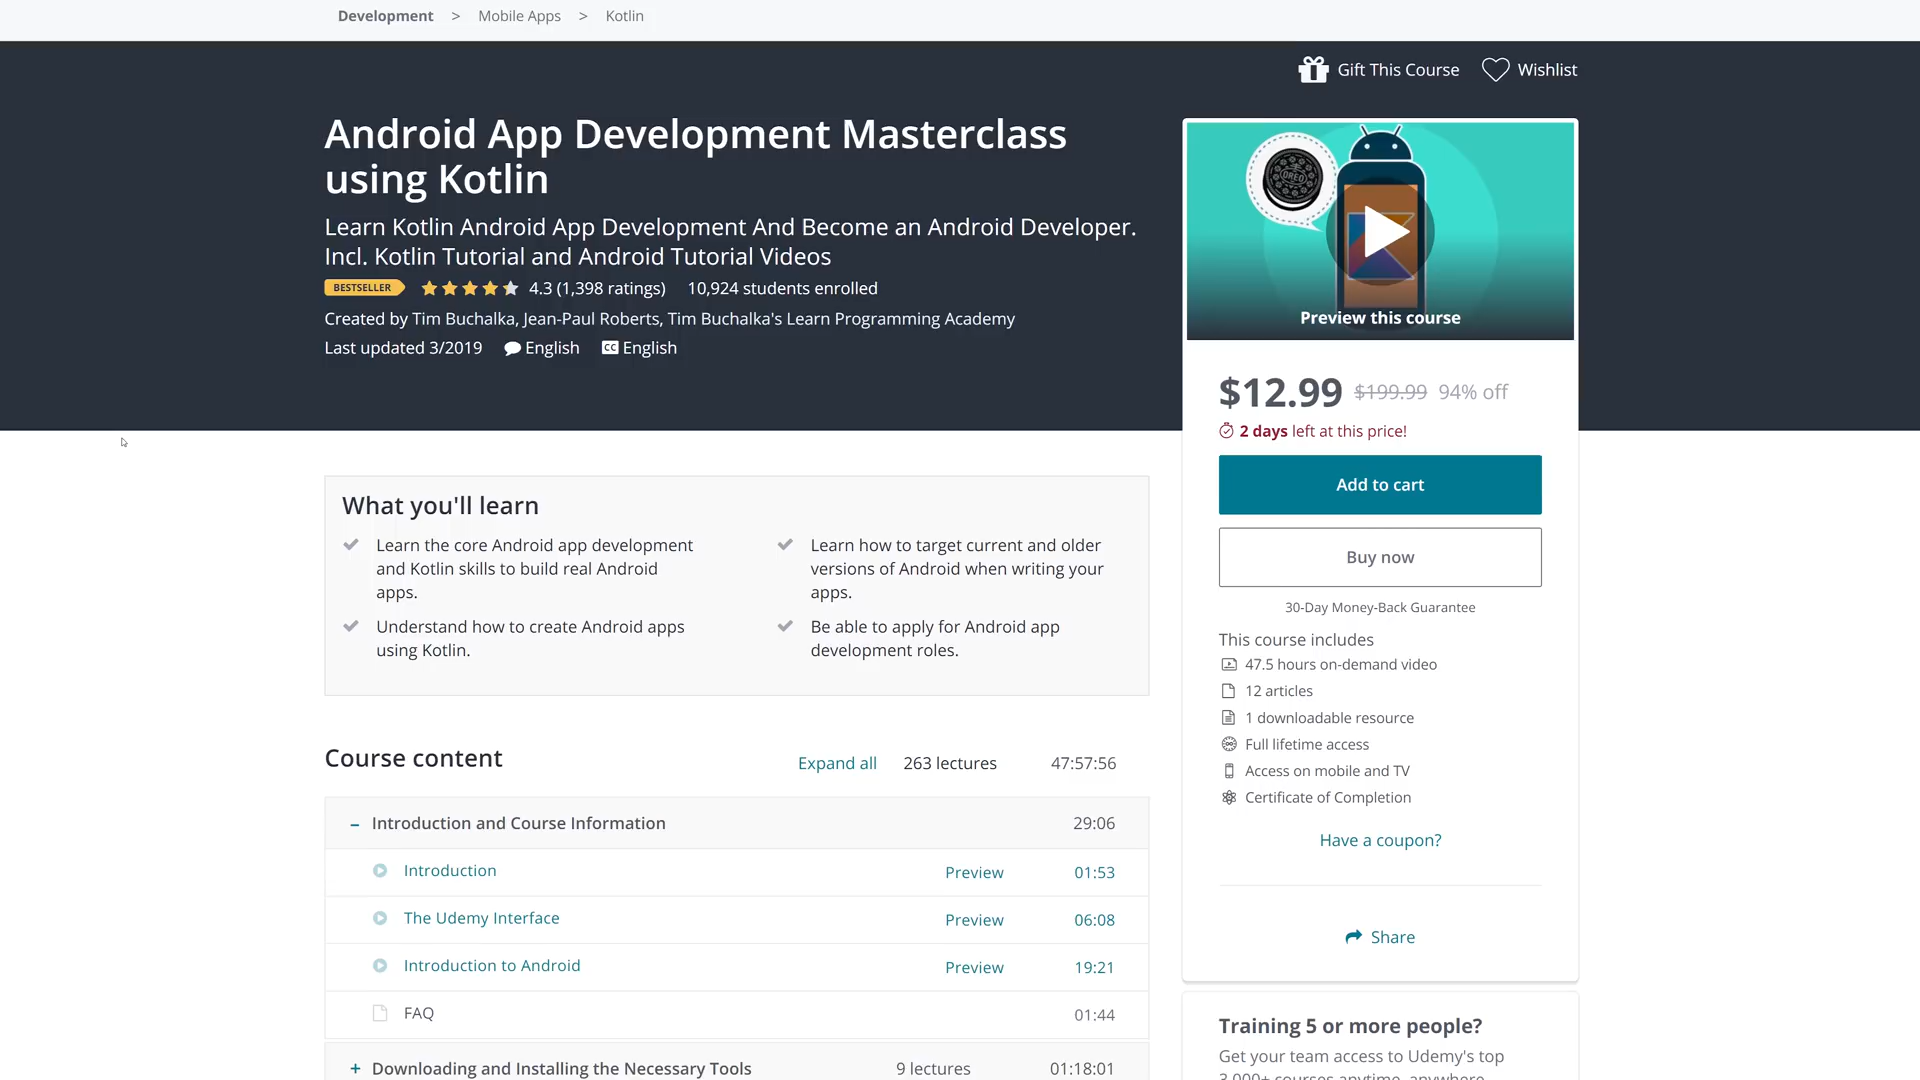 Development > Mobile Apps > Kotlin
Gift This Course Wishlist
Android App Development Masterclass
using Kotlin
Learn Kotlin Android App Development And Become an Android Developer.
Incl. Kotlin Tutorial and Android Tutorial Videos
BESTSELLER 4.3 (1,398 ratings) 10,924 students enrolled
Created by Tim Buchalka, Jean-Paul Roberts, Tim Buchalka's Learn Programming Academy
Last updated 3/2019 English CC English
OREO
Preview this course
$12.99 $199.99 94% off
2 days left at this price!
Add to cart
Buy now
30-Day Money-Back Guarantee
This course includes
47.5 hours on-demand video
12 articles
1 downloadable resource
Full lifetime access
Access on mobile and TV
Certificate of Completion
Have a coupon?
Share
Training 5 or more people?
Get your team access to Udemy's top
3,000+ courses anytime, anywhere
What you'll learn
Learn the core Android app development
and Kotlin skills to build real Android
apps.
Learn how to target current and older
versions of Android when writing your
apps.
Understand how to create Android apps
using Kotlin.
Be able to apply for Android app
development roles.
Course content Expand all 263 lectures 47:57:56
– Introduction and Course Information 29:06
Introduction Preview 01:53
The Udemy Interface Preview 06:08
Introduction to Android Preview 19:21
FAQ 01:44
+ Downloading and Installing the Necessary Tools 9 lectures 01:18:01